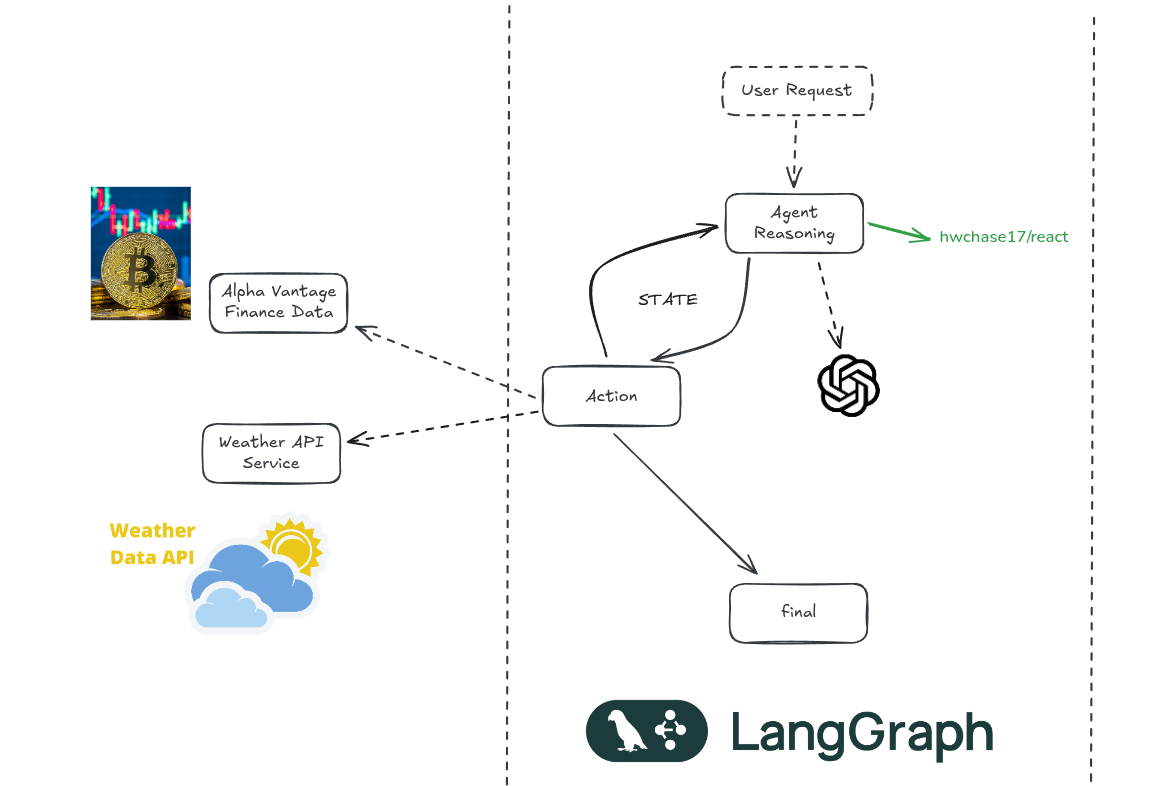 User Request
Agent
Reasoning
hwchase17/react
STATE
Alpha Vantage
Finance Data
Action
Weather API
Service
Weather
Data API
final
LangGraph